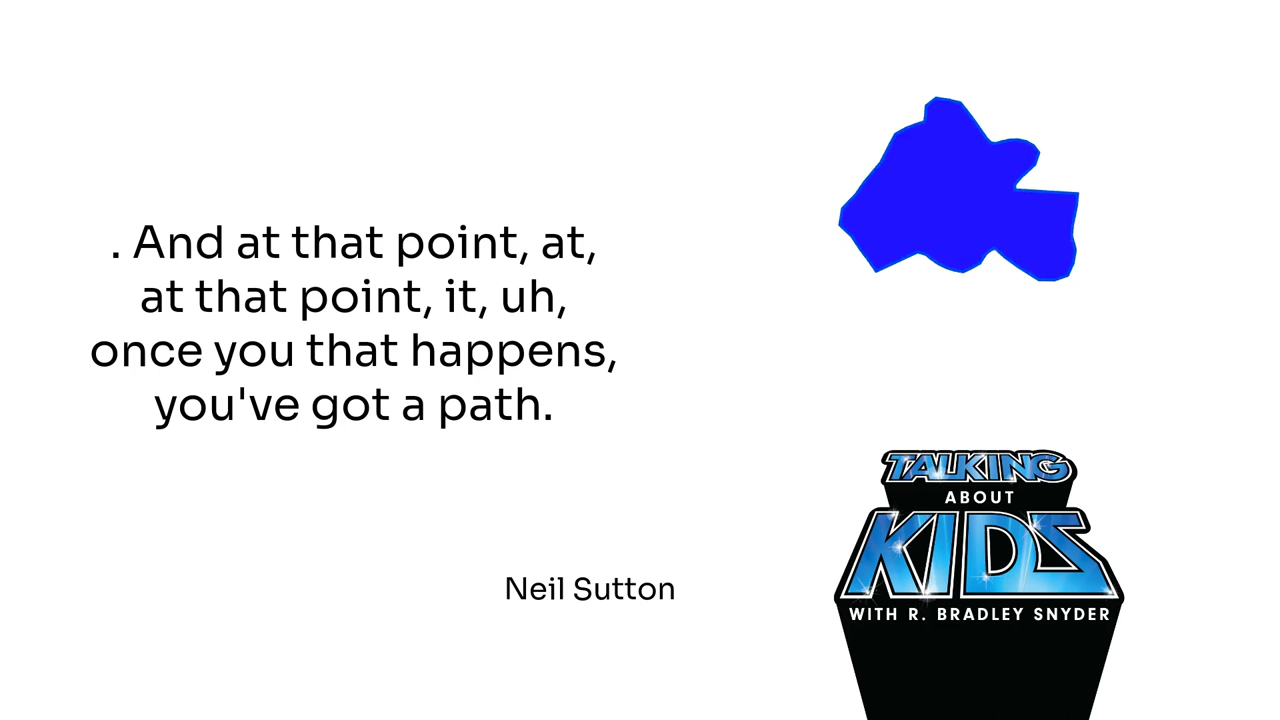 . And at that point, at,
at that point, it, uh,
once you that happens,
you've got a path.
Neil Sutton
TALKING
ABOUT
KIDS
WITH R. BRADLEY SNYDER